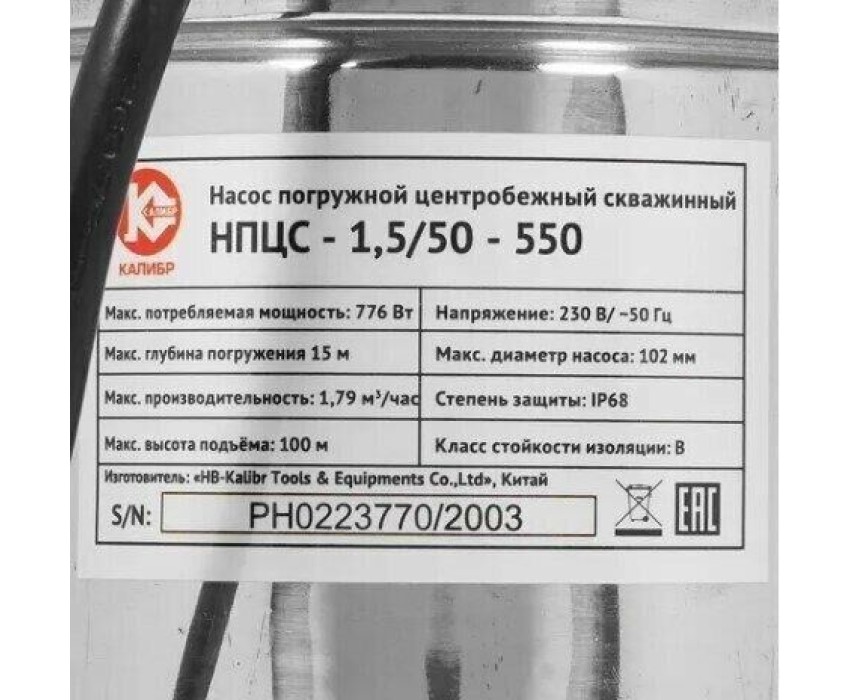 Насос погружной центробежный скважинный
НПЦС - 1,5/50 - 550
КАЛИБР
КАЛИБР
Макс. потребляемая мощность: 776 Вт
Напряжение: 230 В/ ~50 Гц
Макс. глубина погружения 15 м
Макс. диаметр насоса: 102 мм
Макс. производительность: 1,79 м³/час
Степень защиты: IP68
Макс. высота подъёма: 100 м
Класс стойкости изоляции: В
Изготовитель: «HB-Kalibr Tools & Equipments Co.,Ltd», Китай
S/N: PH0223770/2003
EAC